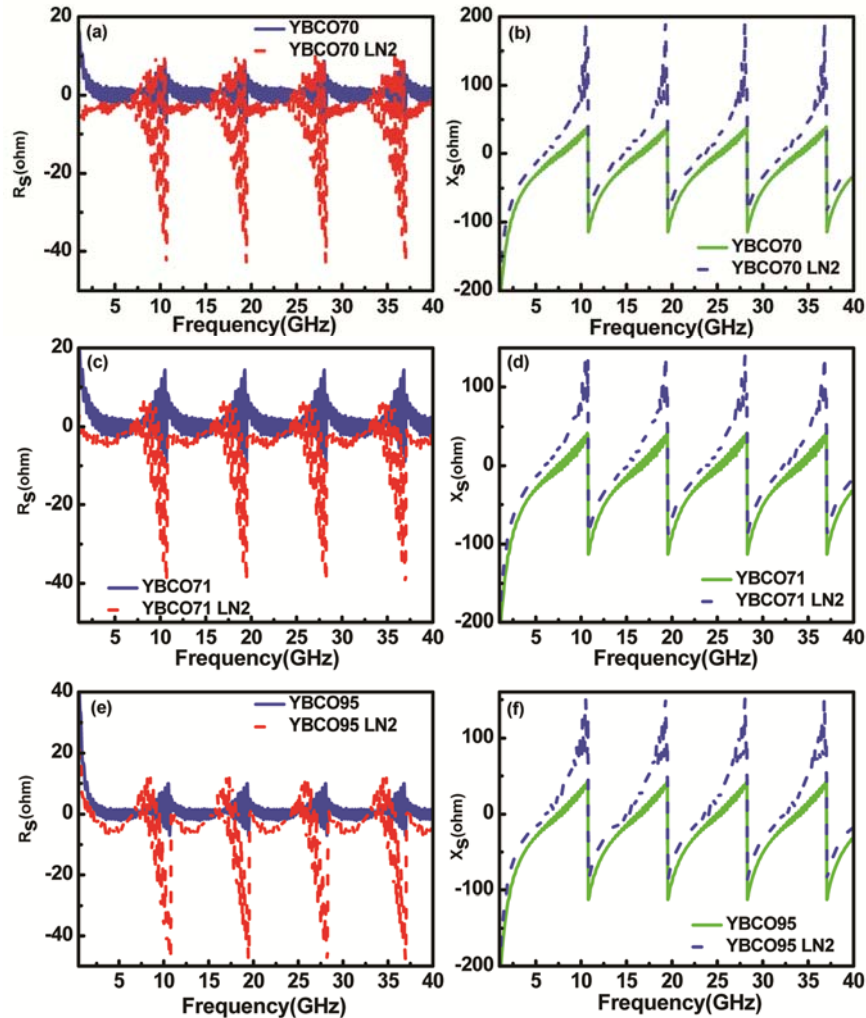 (a)
YBCO70
YBCO70 LN2
20
0
-20
-40
Rs(ohm)
5 10 15 20 25 30 35 40
Frequency(GHz)
(b)
200
100
0
-100
-200
Xs(ohm)
YBCO70
YBCO70 LN2
5 10 15 20 25 30 35 40
Frequency(GHz)
(c)
20
0
-20
-40
Rs(ohm)
YBCO71
YBCO71 LN2
5 10 15 20 25 30 35 40
Frequency(GHz)
(d)
100
0
-100
-200
Xs(ohm)
YBCO71
YBCO71 LN2
5 10 15 20 25 30 35 40
Frequency(GHz)
(e)
YBCO95
YBCO95 LN2
40
20
0
-20
-40
Rs(ohm)
5 10 15 20 25 30 35 40
Frequency(GHz)
(f)
100
0
-100
-200
Xs(ohm)
YBCO95
YBCO95 LN2
5 10 15 20 25 30 35 40
Frequency(GHz)